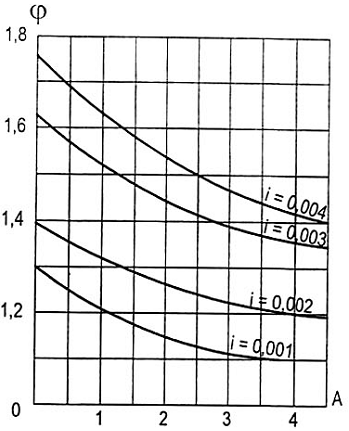 φ
1,8
1,6
1,4
1,2
0
i = 0,004
i = 0,003
i = 0,002
i = 0,001
1
2
3
4
A